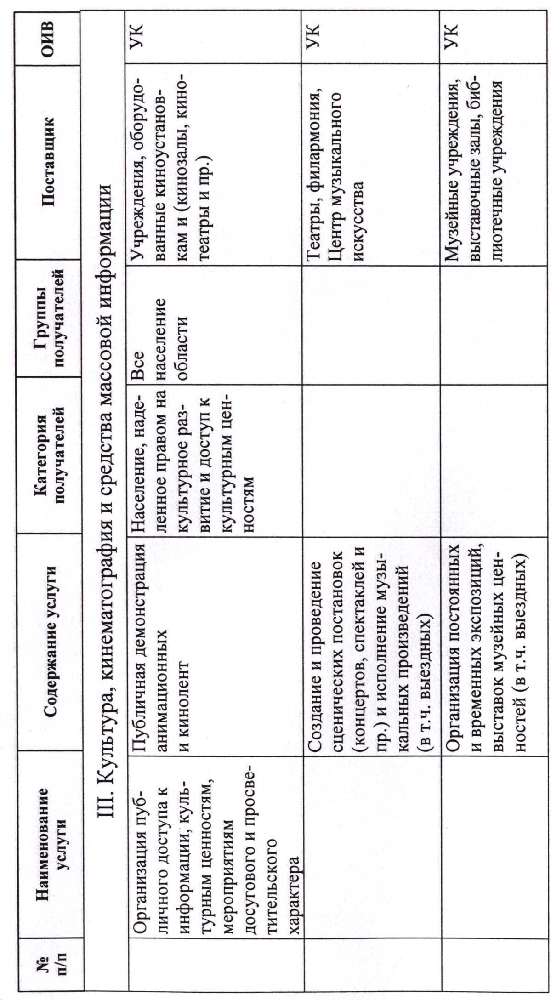 №
п/п
Наименование
услуги
Содержание услуги
Категория
получателей
Группы
получателей
Поставщик
ОИВ
III. Культура, кинематография и средства массовой информации
Организация пуб-
личного доступа к
информации, куль-
турным ценностям,
мероприятиям
досугового и просве-
тительского
характера
Публичная демонстрация
анимационных
и кинолент
Население, наде-
ленное правом на
культурное раз-
витие и доступ к
культурным цен-
ностям
Все
население
области
Учреждения, оборудо-
ванные киноустанов-
кам и (кинозалы, кино-
театры и пр.)
УК
Создание и проведение
сценических постановок
(концертов, спектаклей и
пр.) и исполнение музы-
кальных произведений
(в т.ч. выездных)
Театры, филармония,
Центр музыкального
искусства
УК
Организация постоянных
и временных экспозиций,
выставок музейных цен-
ностей (в т.ч. выездных)
Музейные учреждения,
выставочные залы, биб-
лиотечные учреждения
УК